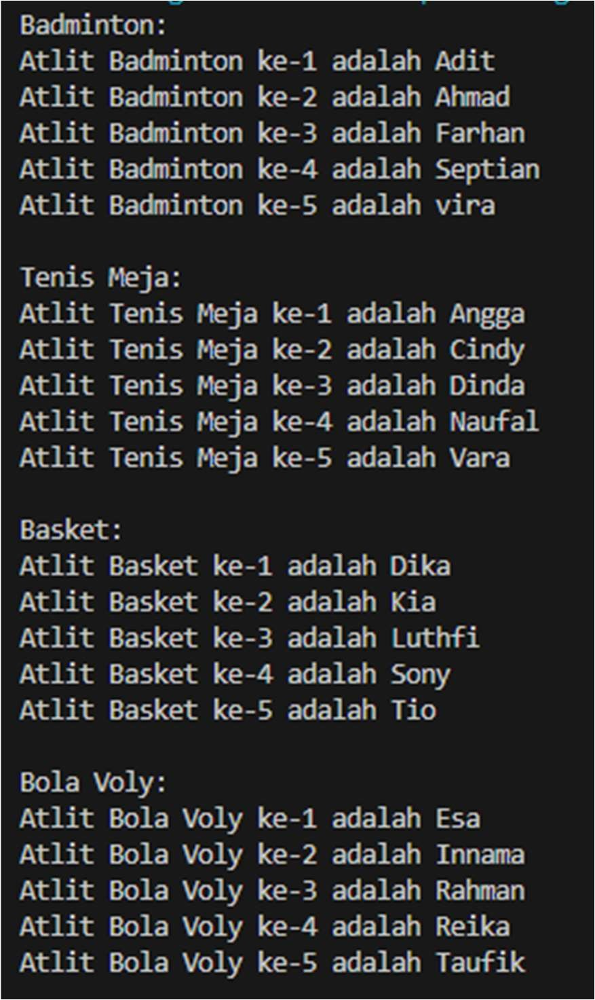 Badminton:
Atlit Badminton ke-1 adalah Adit
Atlit Badminton ke-2 adalah Ahmad
Atlit Badminton ke-3 adalah Farhan
Atlit Badminton ke-4 adalah Septian
Atlit Badminton ke-5 adalah vira
Tenis Meja:
Atlit Tenis Meja ke-1 adalah Angga
Atlit Tenis Meja ke-2 adalah Cindy
Atlit Tenis Meja ke-3 adalah Dinda
Atlit Tenis Meja ke-4 adalah Naufal
Atlit Tenis Meja ke-5 adalah Vara
Basket:
Atlit Basket ke-1 adalah Dika
Atlit Basket ke-2 adalah Kia
Atlit Basket ke-3 adalah Luthfi
Atlit Basket ke-4 adalah Sony
Atlit Basket ke-5 adalah Tio
Bola Voly:
Atlit Bola Voly ke-1 adalah Esa
Atlit Bola Voly ke-2 adalah Innama
Atlit Bola Voly ke-3 adalah Rahman
Atlit Bola Voly ke-4 adalah Reika
Atlit Bola Voly ke-5 adalah Taufik